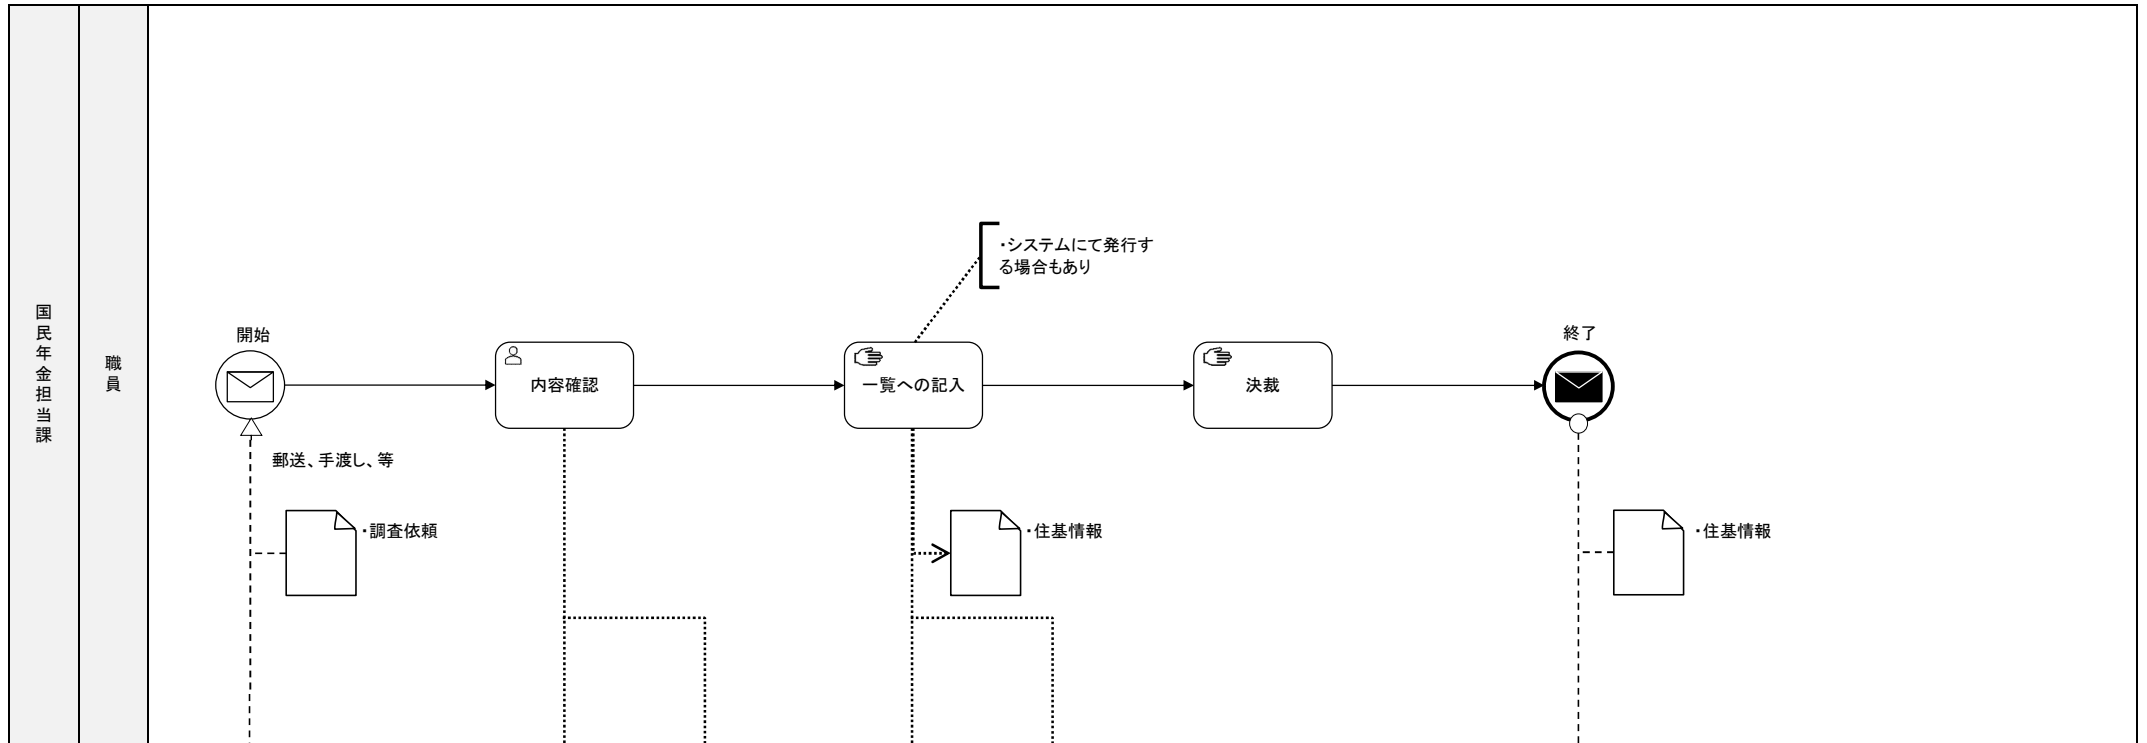 国民年金担当課
職員
・システムにて発行す
る場合もあり
開始
終了
内容確認
一覧への記入
決裁
郵送、手渡し、等
・調査依頼
・住基情報
・住基情報